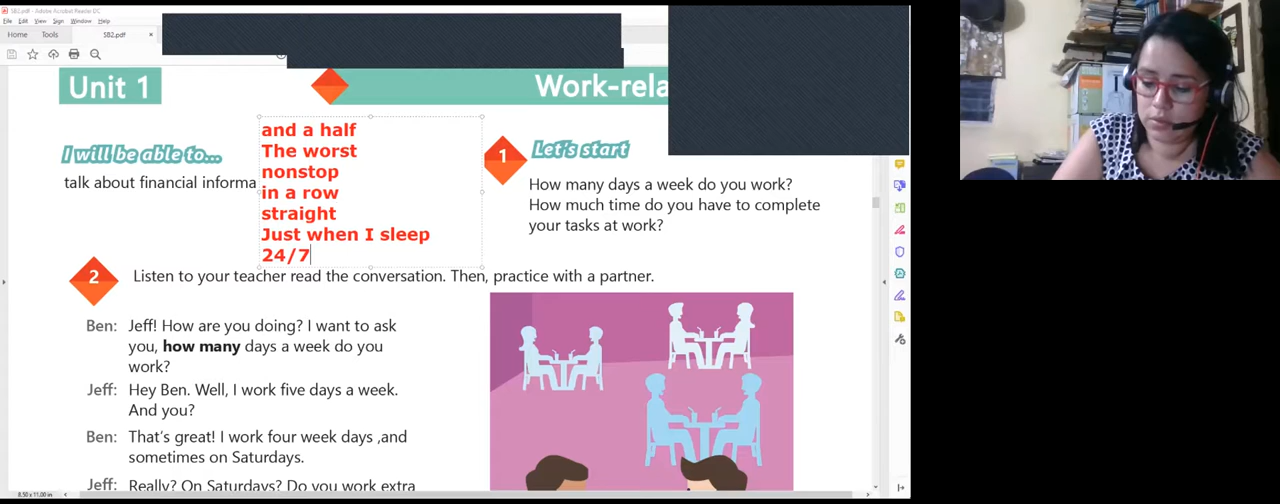 SB2.pdf - Adobe Acrobat Reader DC
File Edit View Sign Window Help
Home Tools SB2.pdf ×
Unit 1
Work-rela
I will be able to...
talk about financial informa
and a half
The worst
nonstop
in a row
straight
Just when I sleep
24/7
1
Let's start
How many days a week do you work?
How much time do you have to complete
your tasks at work?
2
Listen to your teacher read the conversation. Then, practice with a partner.
Ben: Jeff! How are you doing? I want to ask
you, how many days a week do you
work?
Jeff: Hey Ben. Well, I work five days a week.
And you?
Ben: That's great! I work four week days ,and
sometimes on Saturdays.
Jeff: Really? On Saturdays? Do you work extra
8.50 x 11.00 in